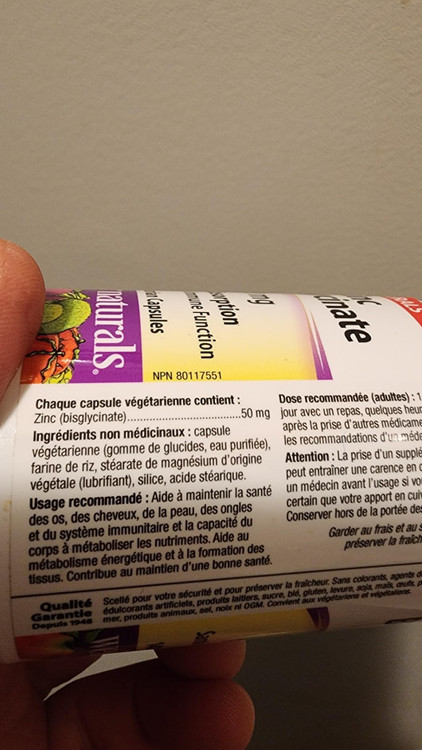 naturals®
Capsules
Function
NPN 80117551
Chaque capsule végétarienne contient :
Zinc (bisglycinate)........................50 mg
Ingrédients non médicinaux : capsule
végétarienne (gomme de glucides, eau purifiée),
farine de riz, stéarate de magnésium d'origine
végétale (lubrifiant), silice, acide stéarique.
Usage recommandé : Aide à maintenir la santé
des os, des cheveux, de la peau, des ongles
et du système immunitaire et la capacité du
corps à métaboliser les nutriments. Aide au
métabolisme énergétique et à la formation des
tissus. Contribue au maintien d'une bonne santé.
Dose recommandée (adultes) : 1
jour avec un repas, quelques heur
après la prise d'autres médicame
les recommandations d'un méde
Attention : La prise d'un supplé
peut entraîner une carence en c
un médecin avant l'usage si vo
certain que votre apport en cuiv
Conserver hors de la portée des
Garder au frais et au s
préserver la fraîch
Qualité
Garantie
Depuis 1946
Scellé pour votre sécurité et pour préserver la fraîcheur. Sans colorants, agents d
édulcorants artificiels, produits laitiers, sucre, blé, gluten, levure, soja, maïs, œufs, p
mer, produits animaux, sel, noix ni OGM. Convient aux végétariens et végétaliens.